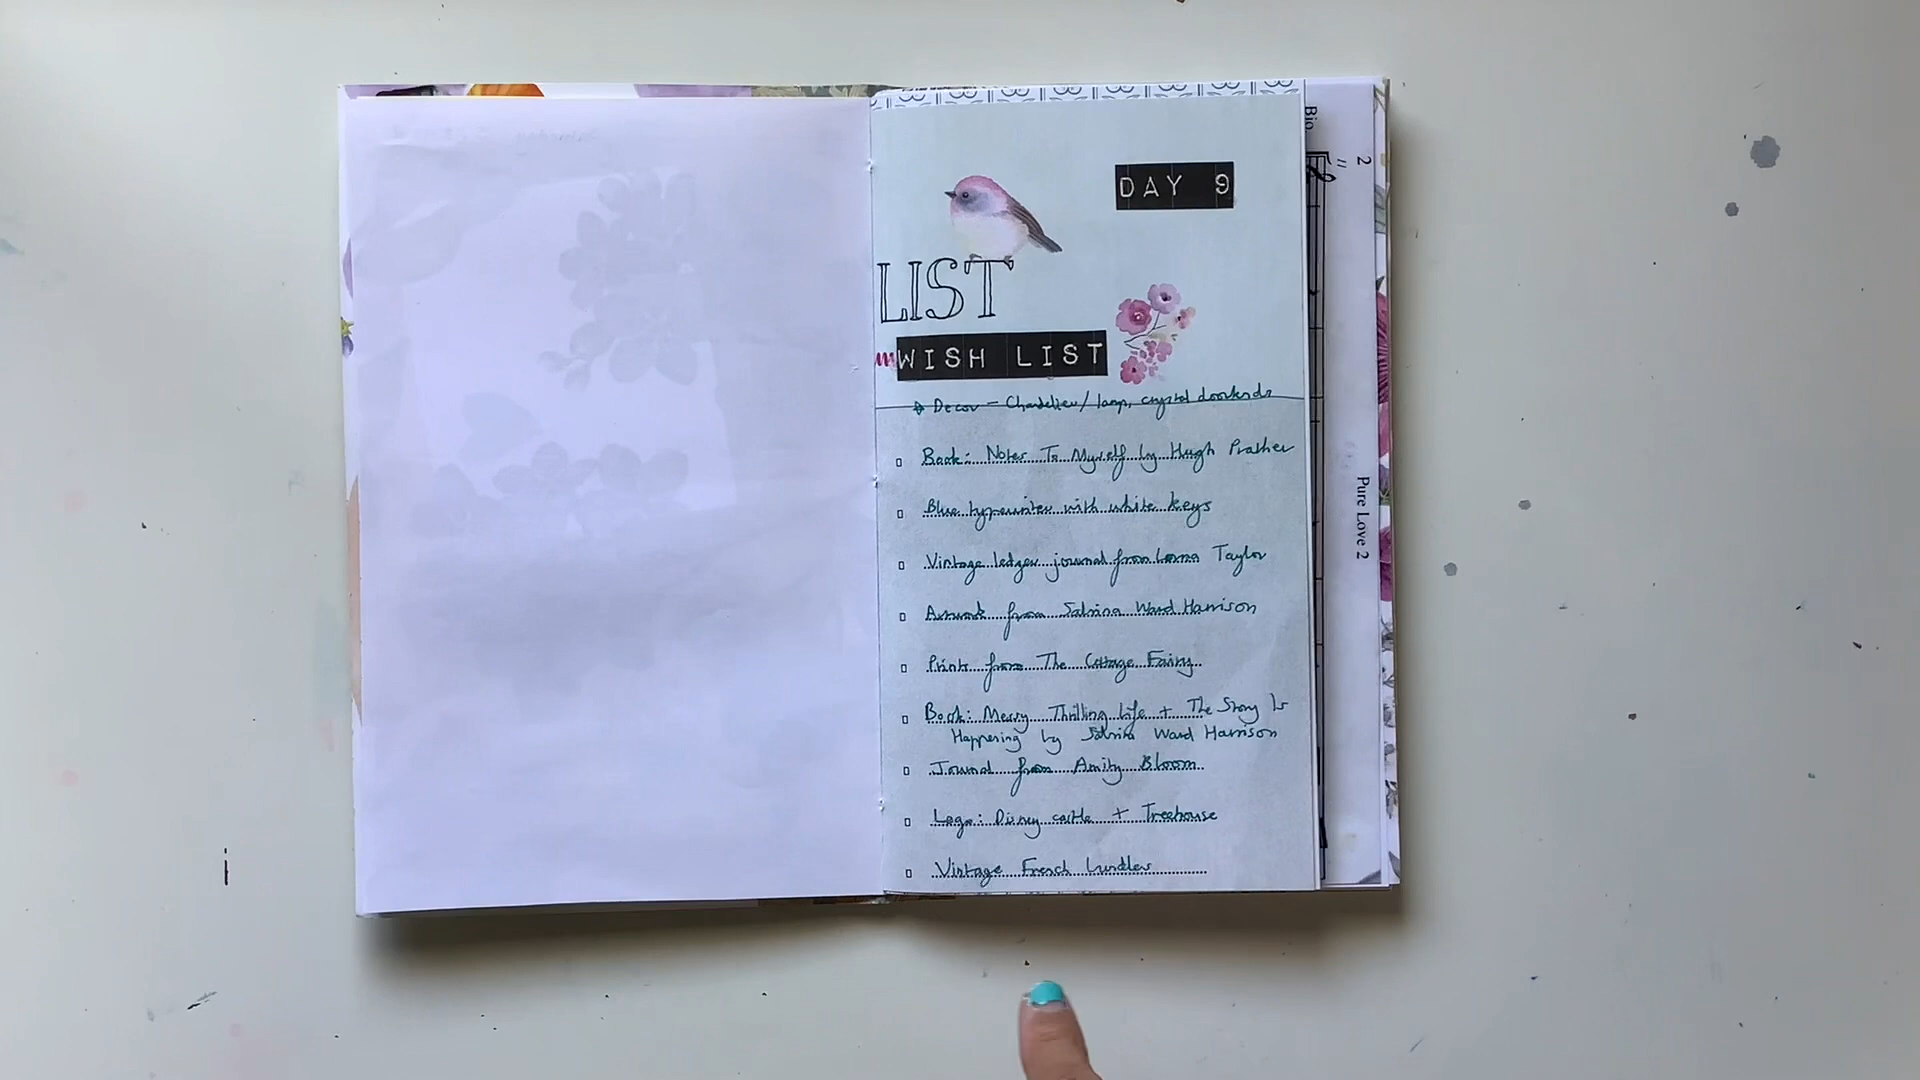 DAY 9
LIST
WISH LIST
Decor - Chandelier / lamp, crystal
Book: Notes To Myself by Hugh Prather
Blue typewriter with white keys
Vintage ledger journal from Lorna Taylor
Artwork from Sabrina Ward Harrison
Prints from The Cottage Fairy
Book: Messy Thrilling Life + The Story Is
Happening by Sabrina Ward Harrison
Journal from Amity Bloom
Lego: Disney castle + Treehouse
Vintage French
Bio
2
Pure Love 2